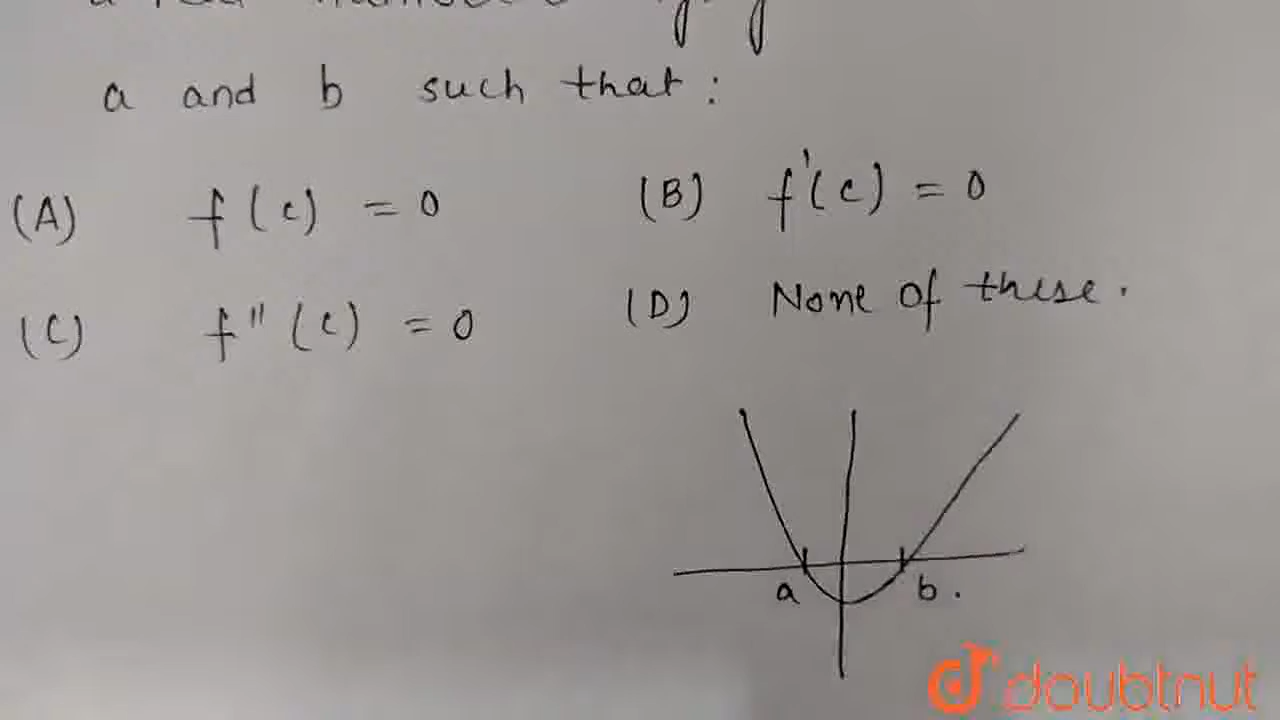 a and b such that:
(A) f(c) = 0 (B) f'(c) = 0
(C) f"(c) = 0 (D) None of these.
a b.
doubtnut